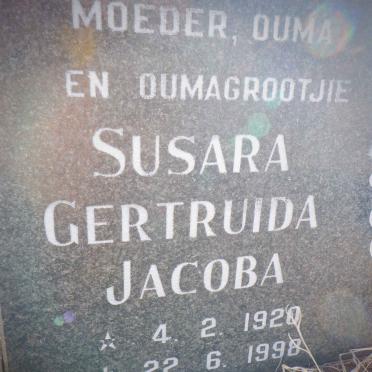 MOEDER, OUMA
EN OUMAGROOTJIE
SUSARA
GERTRUIDA
JACOBA
☆ 4. 2. 1920
22. 6. 1998